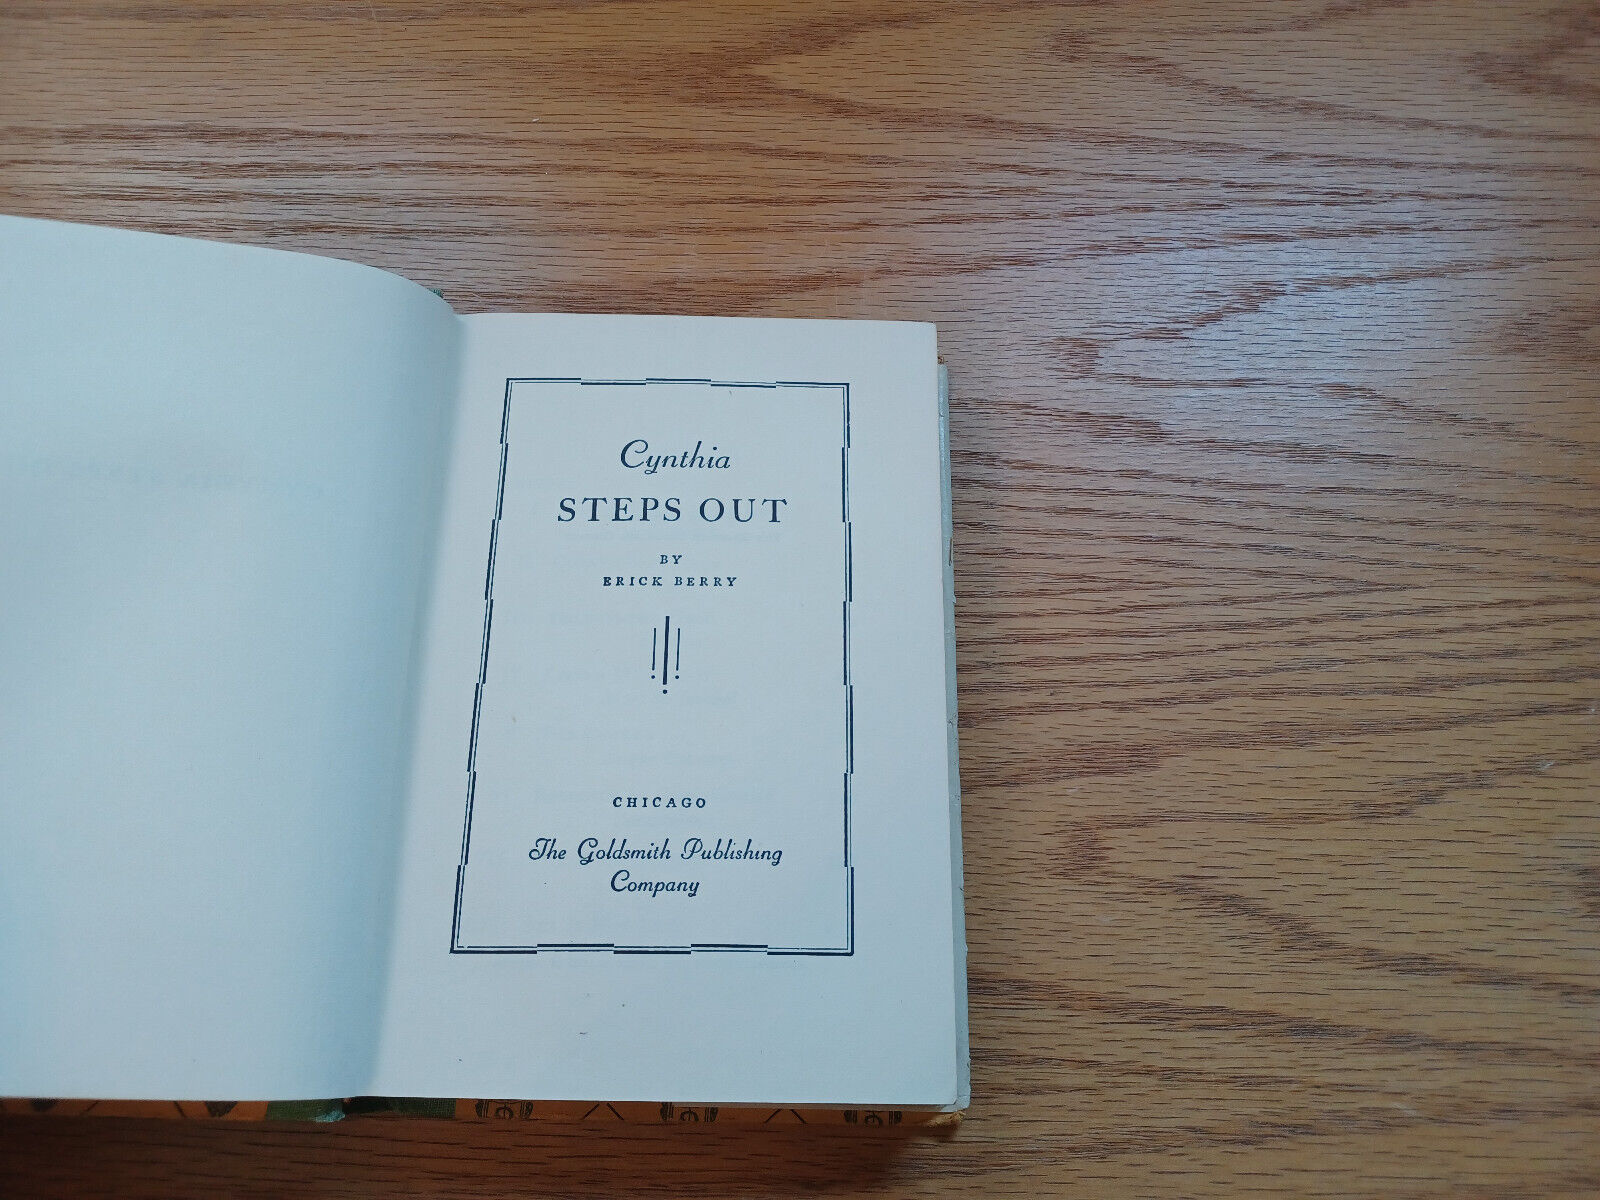 Cynthia
STEPS OUT
BY
ERICK BERRY
CHICAGO
The Goldsmith Publishing
Company